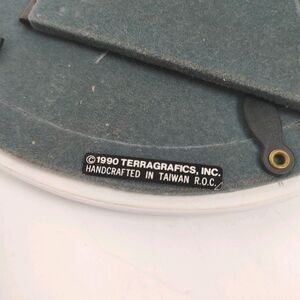 ©1990 TERRAGRAFICS, INC.
HANDCRAFTED IN TAIWAN R.O.C.